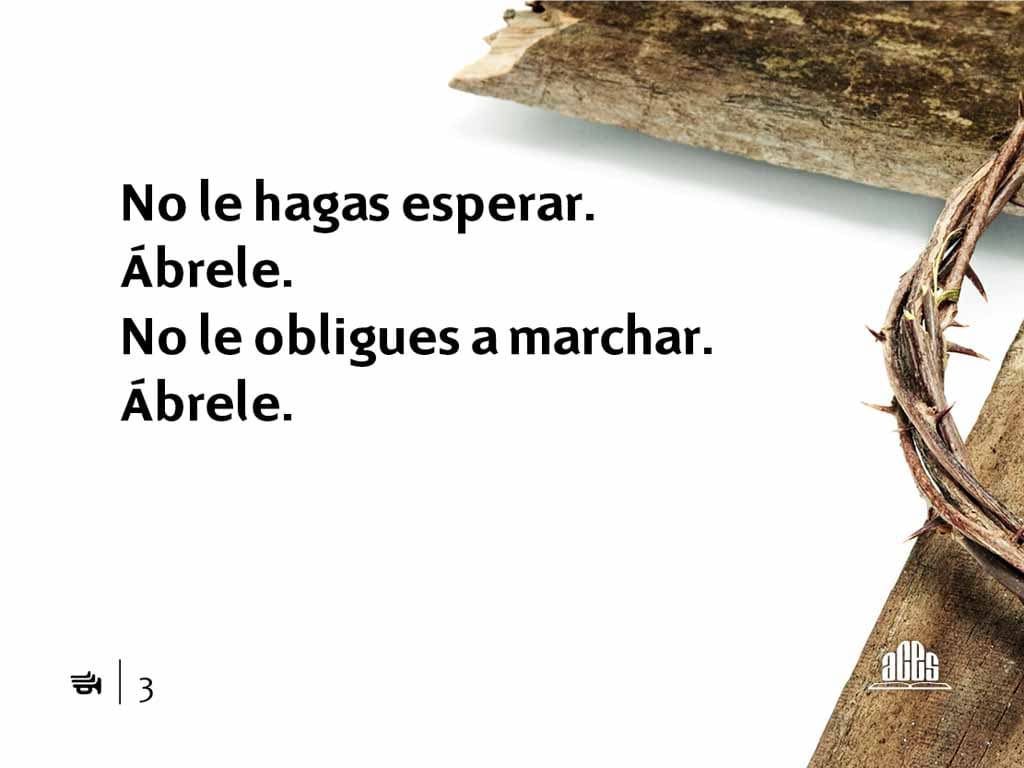 No le hagas esperar.
Ábrele.
No le obligues a marchar.
Ábrele.
3
aces